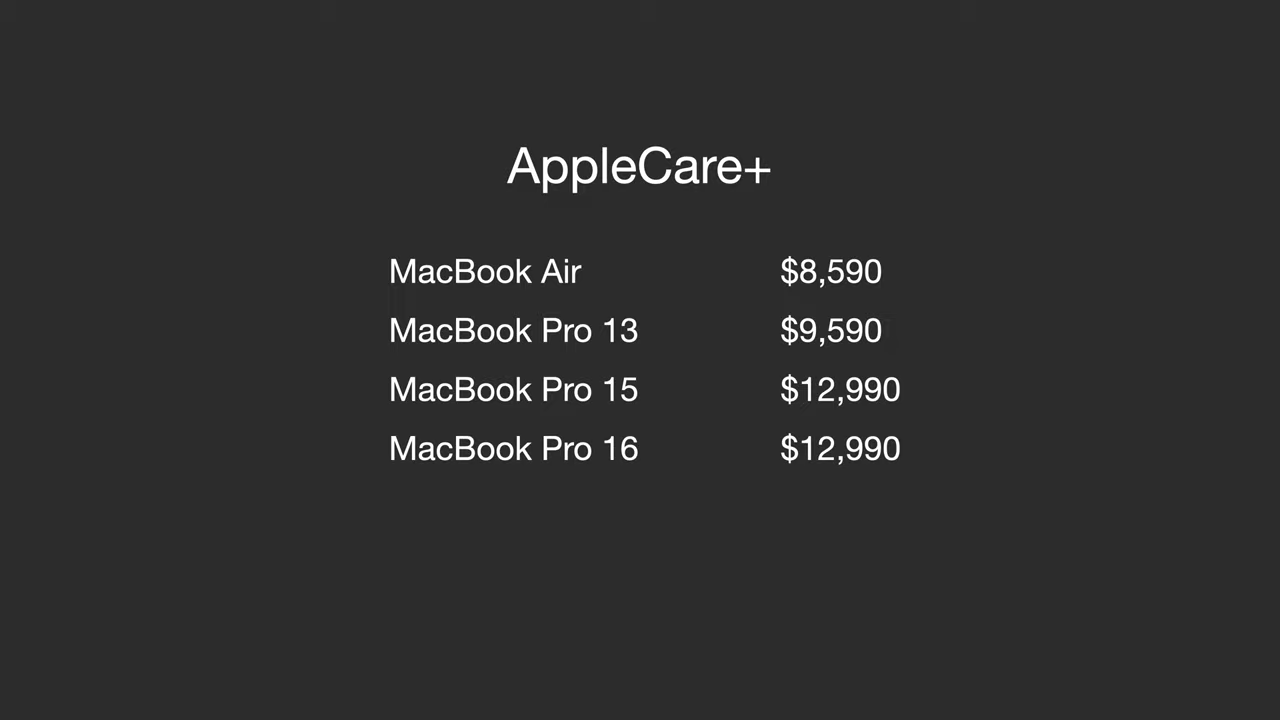 AppleCare+
MacBook Air $8,590
MacBook Pro 13 $9,590
MacBook Pro 15 $12,990
MacBook Pro 16 $12,990